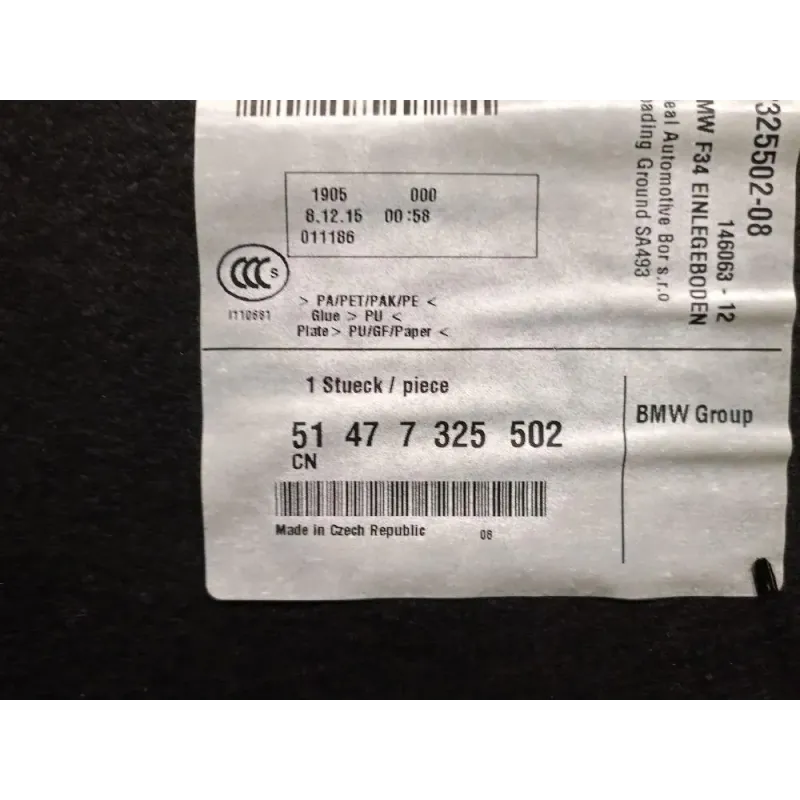 1905 000
8.12.15 00:58
011186
CCC S
I110681
> PA/PET/PAK/PE <
Glue > PU <
Plate > PU/GF/Paper <
325502-08
146063 - 12
MW F34 EINLEGEBODEN
eal Automotive Bor s.r.o
ading Ground SA493
1 Stueck / piece
51 47 7 325 502
CN
Made in Czech Republic 08
BMW Group